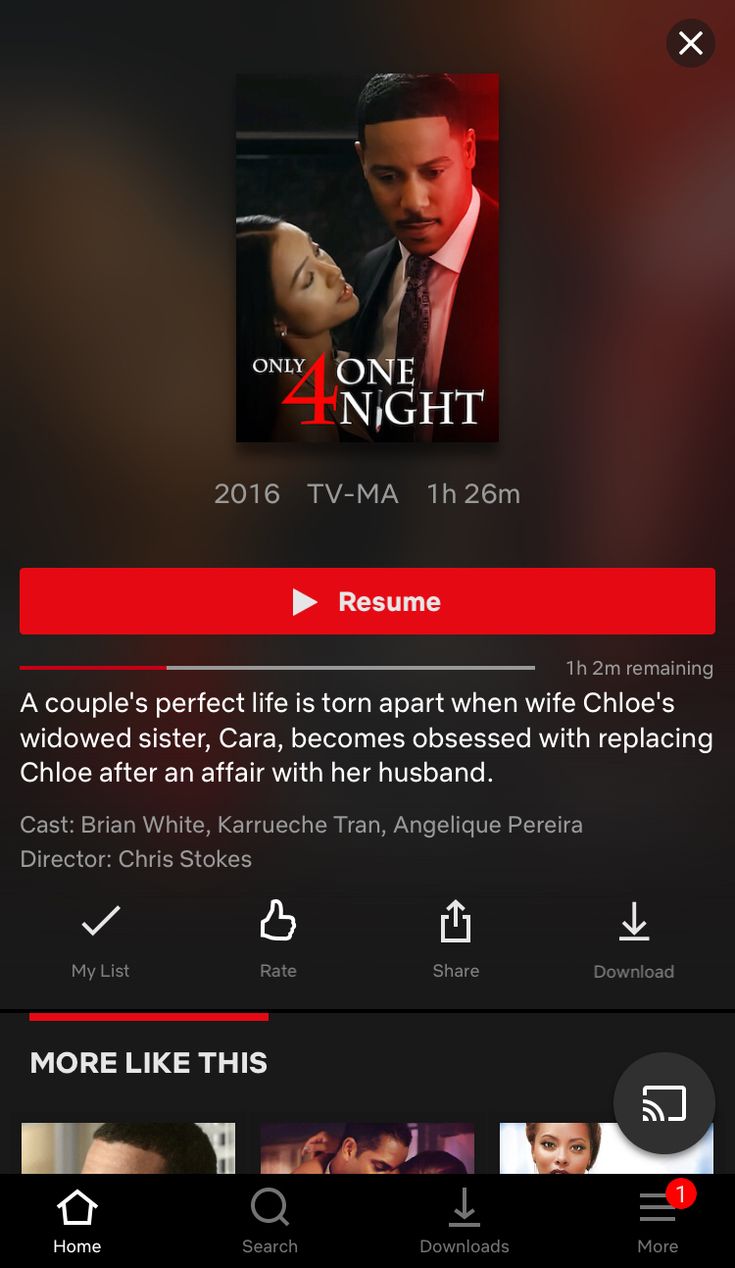 ONLY 4 ONE
NIGHT
2016 TV-MA 1h 26m
Resume
1h 2m remaining
A couple's perfect life is torn apart when wife Chloe's
widowed sister, Cara, becomes obsessed with replacing
Chloe after an affair with her husband.
Cast: Brian White, Karrueche Tran, Angelique Pereira
Director: Chris Stokes
My List Rate Share Download
MORE LIKE THIS
1
Home Search Downloads More